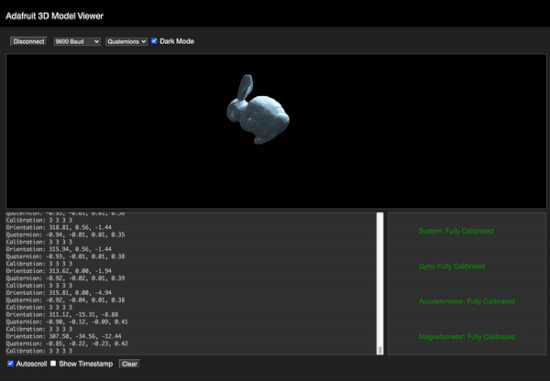 Adafruit 3D Model Viewer
Disconnect 9600 Baud Quaternions Dark Mode
Quaternion: -0.93, -0.01, 0.01, 0.36
Calibration: 3 3 3 3
Orientation: 318.81, 0.56, -1.44
Quaternion: -0.94, -0.01, 0.01, 0.35
Calibration: 3 3 3 3
Orientation: 315.94, 0.56, -1.44
Quaternion: -0.93, -0.01, 0.01, 0.38
Calibration: 3 3 3 3
Orientation: 313.62, 0.00, -1.94
Quaternion: -0.92, -0.02, 0.01, 0.39
Calibration: 3 3 3 3
Orientation: 315.81, 0.00, -4.94
Quaternion: -0.92, -0.04, 0.01, 0.38
Calibration: 3 3 3 3
Orientation: 311.12, -15.31, -8.88
Quaternion: -0.90, -0.12, -0.09, 0.41
Calibration: 3 3 3 3
Orientation: 307.50, -34.56, -12.44
Quaternion: -0.85, -0.22, -0.23, 0.42
Calibration: 3 3 3 3
System: Fully Calibrated
Gyro: Fully Calibrated
Accelerometer: Fully Calibrated
Magnetometer: Fully Calibrated
Autoscroll Show Timestamp Clear